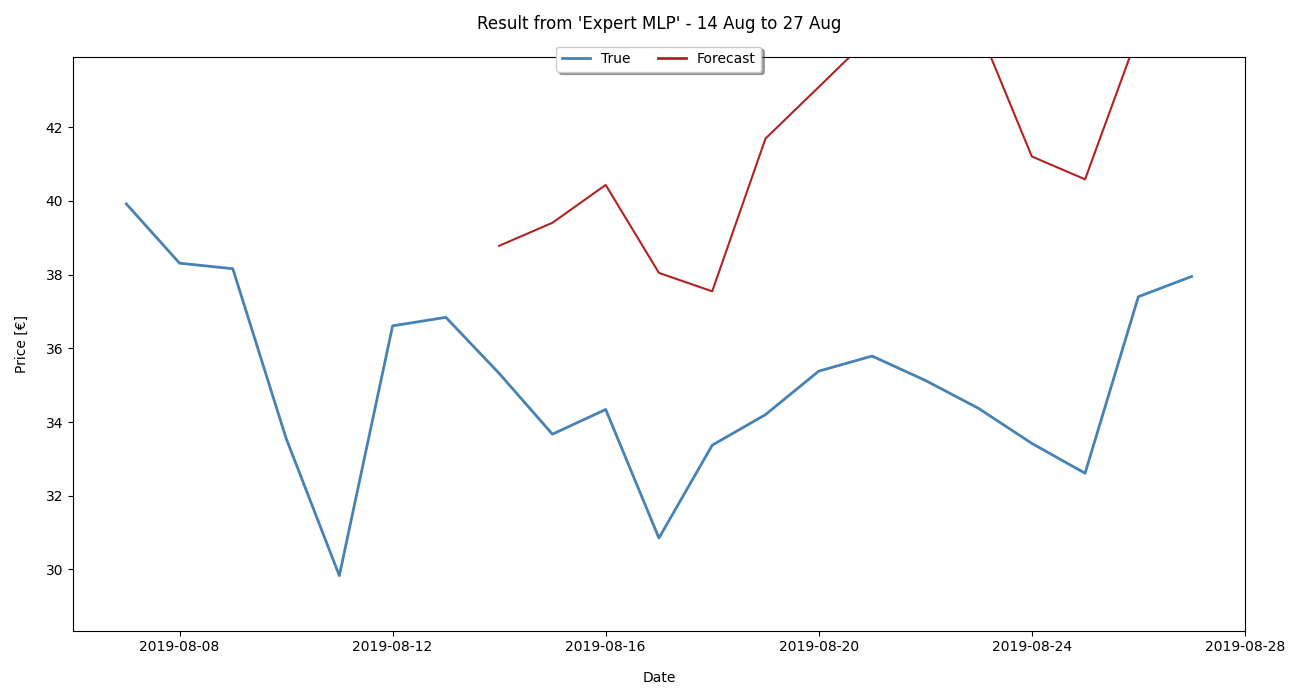 Result from 'Expert MLP' - 14 Aug to 27 Aug
True Forecast
42
40
38
36
34
32
30
Price [€]
2019-08-08 2019-08-12 2019-08-16 2019-08-20 2019-08-24 2019-08-28
Date